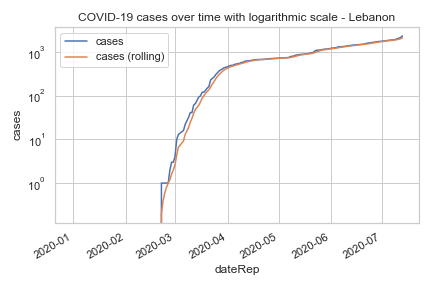 COVID-19 cases over time with logarithmic scale - Lebanon
cases
cases (rolling)
10³
10²
10¹
10⁰
cases
2020-01
2020-02
2020-03
2020-04
2020-05
2020-06
2020-07
dateRep